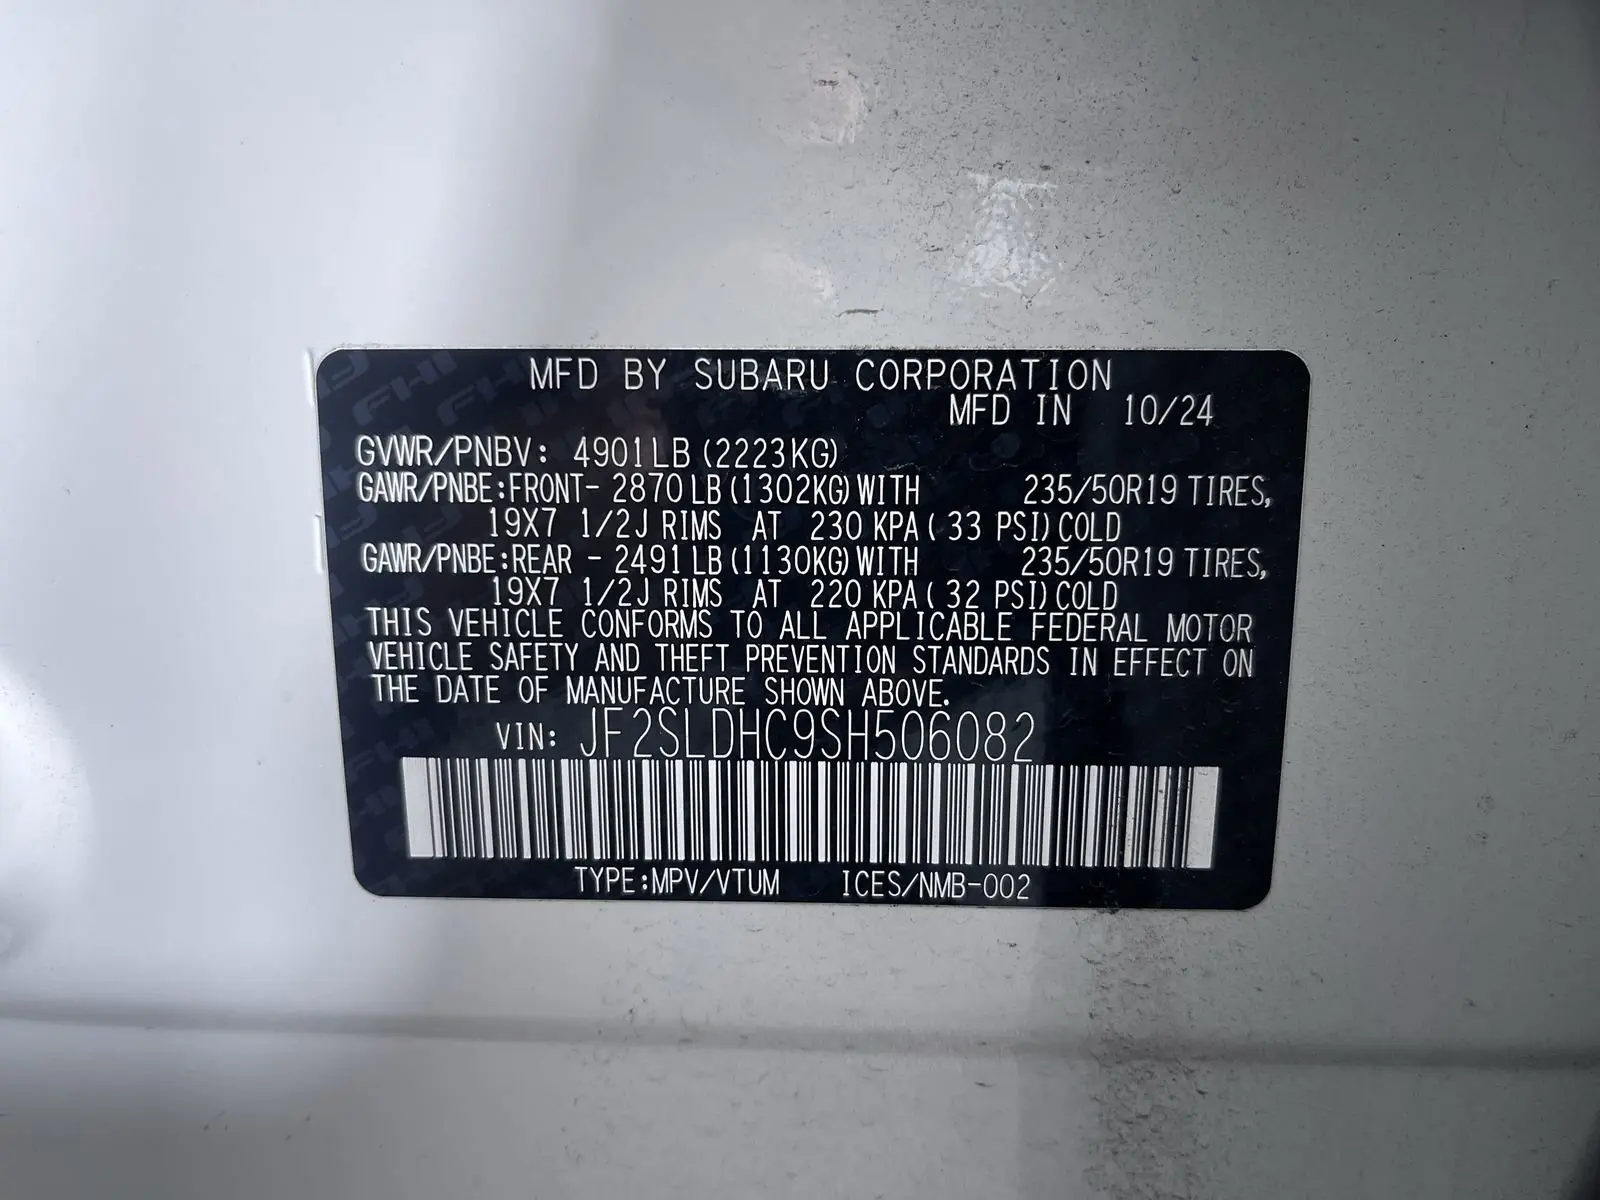 MFD BY SUBARU CORPORATION
MFD IN 10/24
GVWR/PNBV: 4901LB (2223KG)
GAWR/PNBE:FRONT- 2870 LB (1302KG) WITH 235/50R19 TIRES,
19X7 1/2J RIMS AT 230 KPA ( 33 PSI) COLD
GAWR/PNBE:REAR - 2491 LB (1130KG) WITH 235/50R19 TIRES,
19X7 1/2J RIMS AT 220 KPA ( 32 PSI) COLD
THIS VEHICLE CONFORMS TO ALL APPLICABLE FEDERAL MOTOR
VEHICLE SAFETY AND THEFT PREVENTION STANDARDS IN EFFECT ON
THE DATE OF MANUFACTURE SHOWN ABOVE.
VIN: JF2SLDHC9SH506082
TYPE:MPV/VTUM ICES/NMB-002